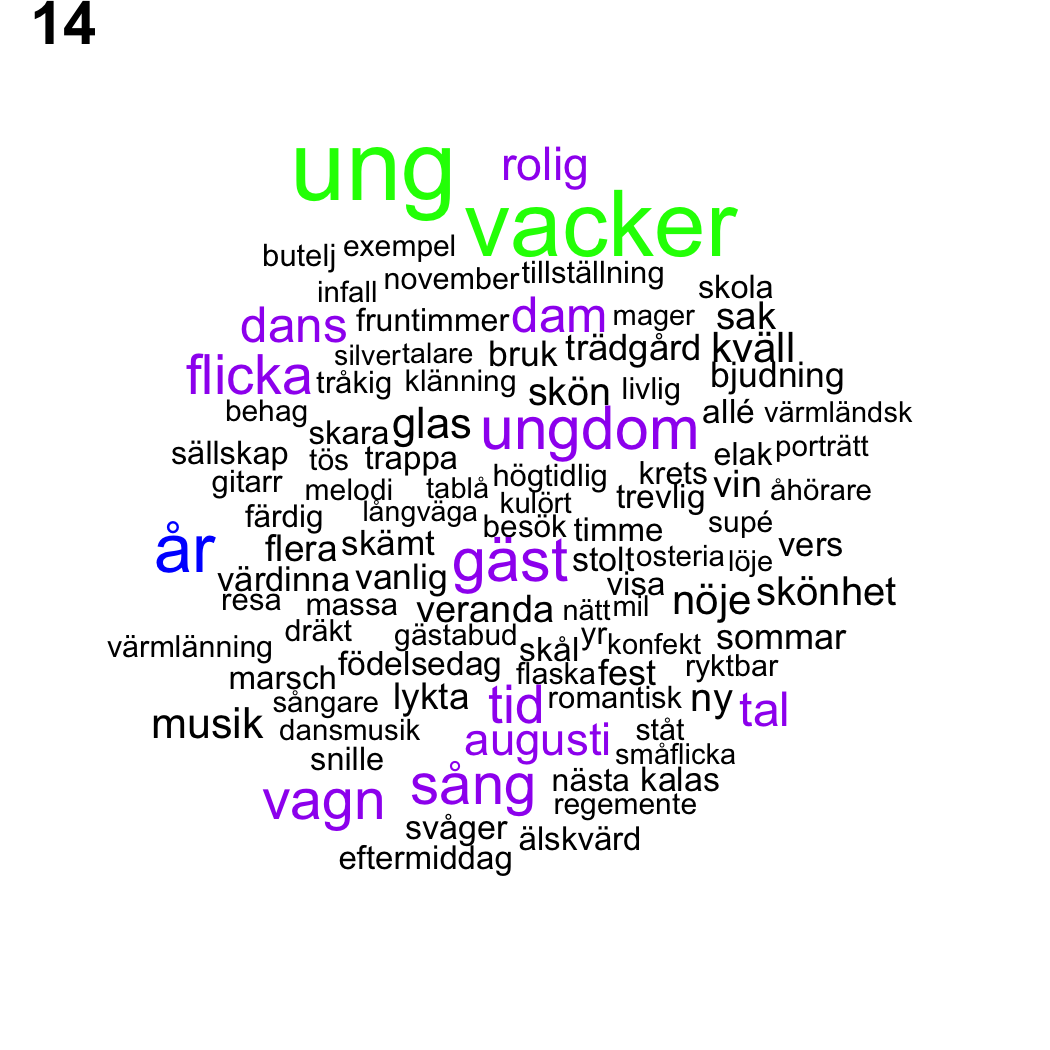 14
ung rolig
vacker
butelj exempel
infall november tillställning skola
dans fruntimmer dam mager sak
silvertalare bruk trädgård kväll
flicka tråkig klänning skön livlig bjudning
behag skara glas ungdom allé värmländsk
sällskap tös trappa elak porträtt
gitarr melodi tablå högtidlig krets trevlig vin åhörare
färdig långväga kulört besök timme supé
år flera skämt gäst stolt osteria löje vers
värdinna vanlig visa nöje skönhet
resa massa veranda nätt mil
värmlänning dräkt gästabud skål yr konfekt sommar
marsch födelsedag flaska fest ryktbar
sångare lykta tid romantisk ny tal
musik dansmusik augusti ståt
snille småflicka
vagn sång nästa kalas
regemente
svåger älskvärd
eftermiddag